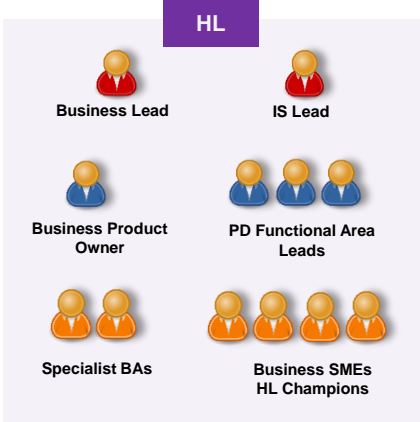 HL
Business Lead
IS Lead
Business Product
Owner
PD Functional Area
Leads
Specialist BAs
Business SMEs
HL Champions